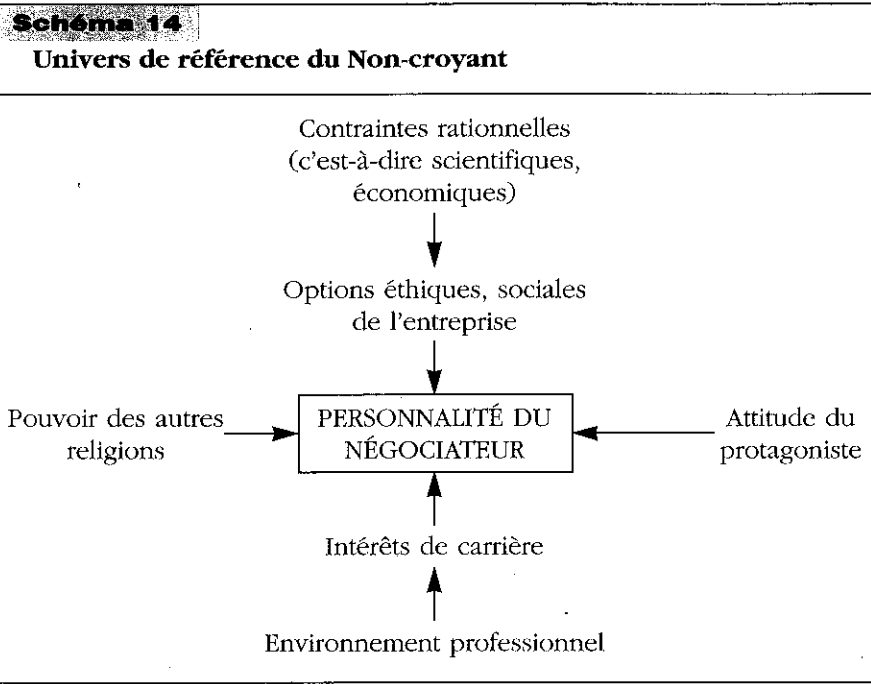 Schéma 14
Univers de référence du Non-croyant
Contraintes rationnelles
(c'est-à-dire scientifiques,
économiques)
Options éthiques, sociales
de l'entreprise
Pouvoir des autres
religions
PERSONNALITÉ DU
NÉGOCIATEUR
Attitude du
protagoniste
Intérêts de carrière
Environnement professionnel